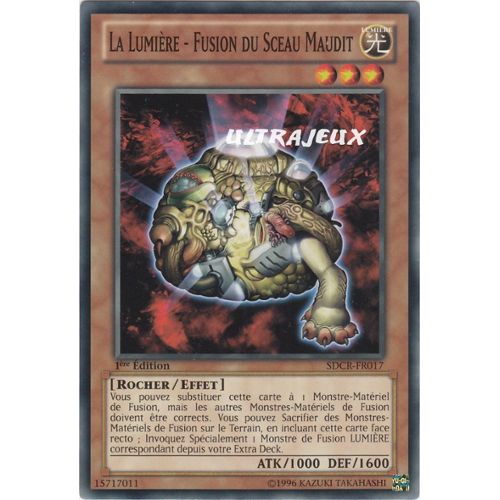 La Lumière - Fusion du Sceau Maudit
LUMIÈRE
光
ULTRAJEUX
1ère Édition
SDCR-FR017
[Rocher/Effet]
Vous pouvez substituer cette carte à 1 Monstre-Matériel
de Fusion, mais les autres Monstres-Matériels de Fusion
doivent être corrects. Vous pouvez Sacrifier des Monstres-
Matériels de Fusion sur le Terrain, en incluant cette carte face
recto ; Invoquez Spécialement 1 Monstre de Fusion LUMIÈRE
correspondant depuis votre Extra Deck.
ATK/1000 DEF/1600
15717011
©1996 KAZUKI TAKAHASHI